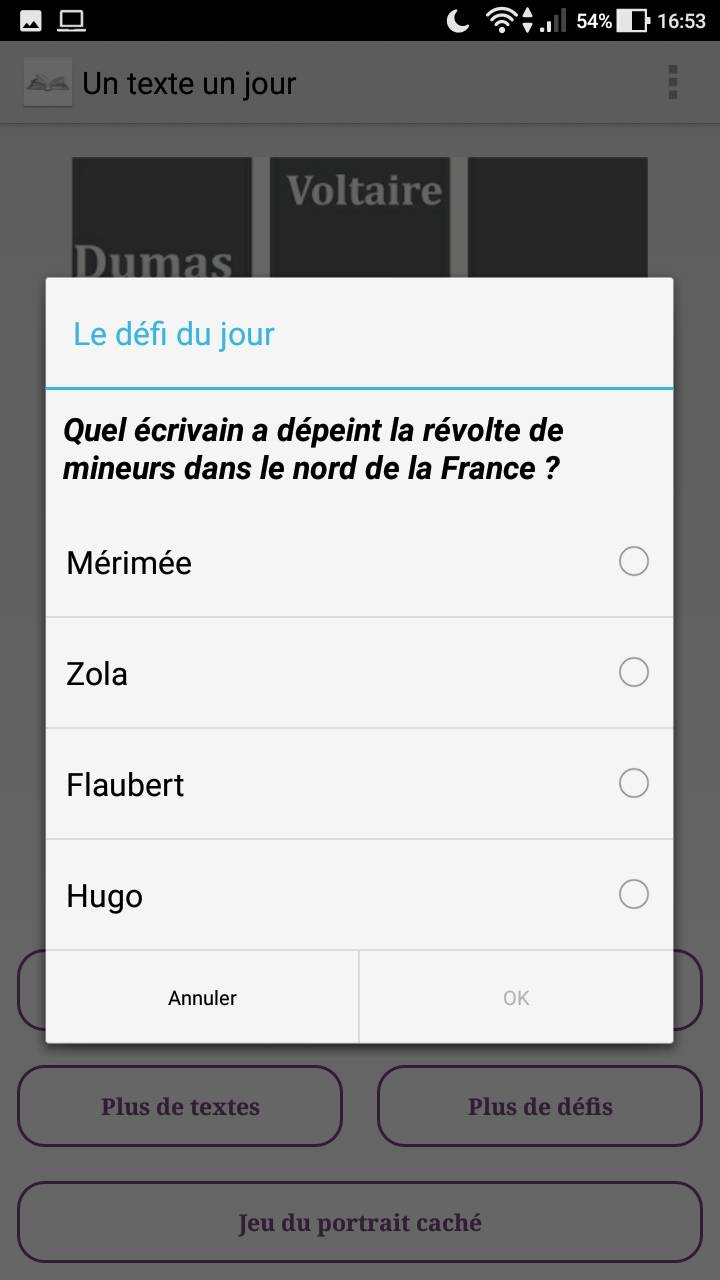 54% 16:53
Un texte un jour
Voltaire
Dumas
Le défi du jour
Quel écrivain a dépeint la révolte de
mineurs dans le nord de la France ?
Mérimée
Zola
Flaubert
Hugo
Annuler OK
Plus de textes Plus de défis
Jeu du portrait caché